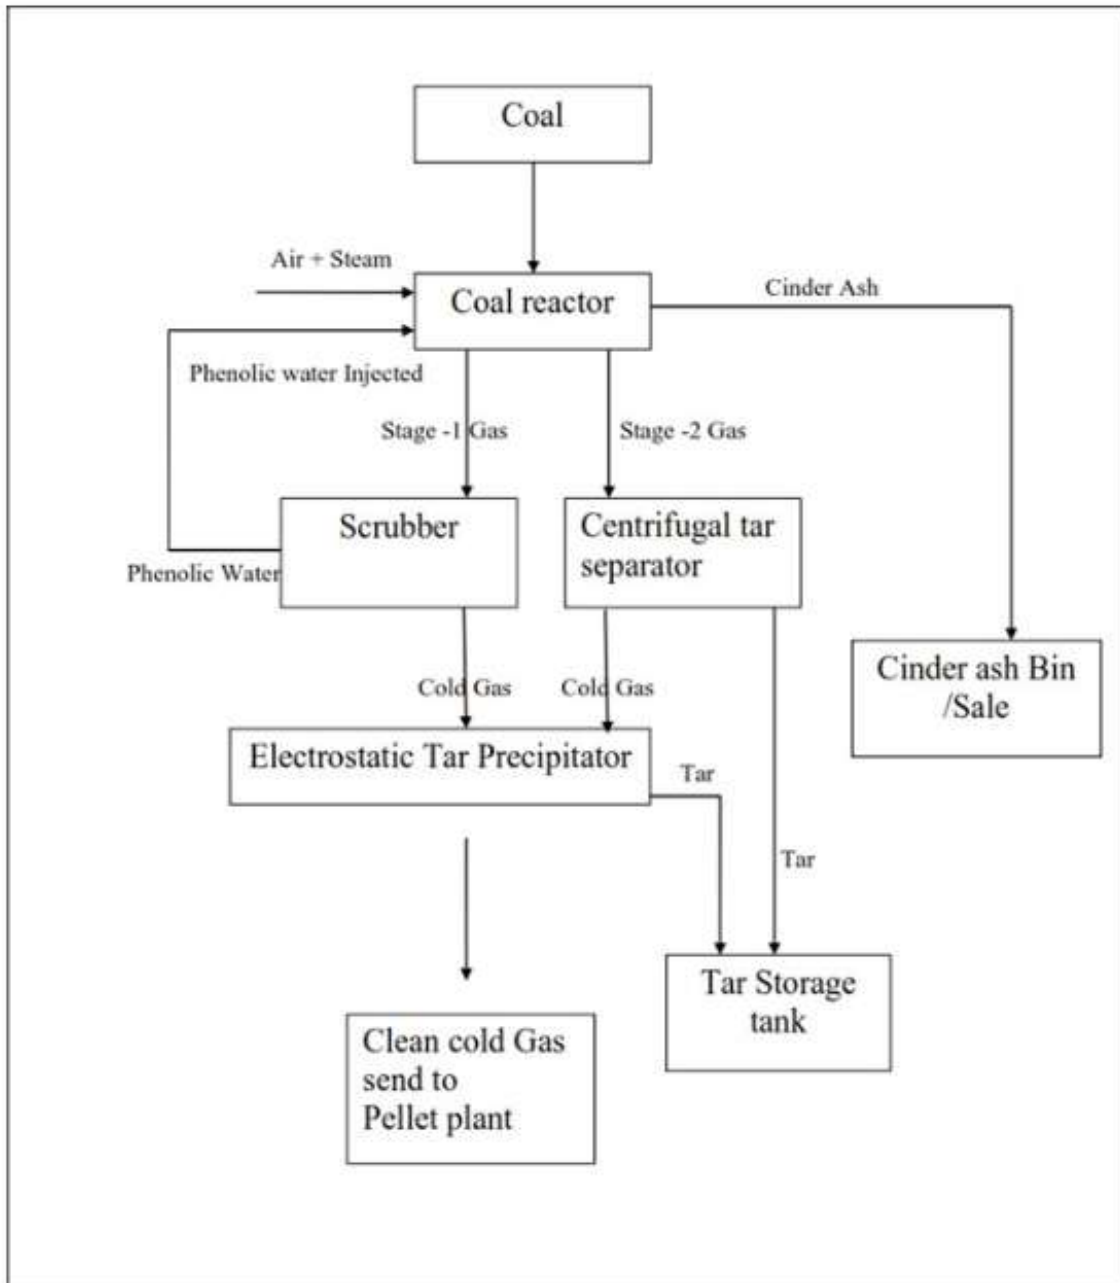 Coal
Air + Steam
Coal reactor
Cinder Ash
Phenolic water Injected
Stage -1 Gas
Stage -2 Gas
Scrubber
Centrifugal tar
separator
Phenolic Water
Cinder ash Bin
/Sale
Cold Gas
Cold Gas
Electrostatic Tar Precipitator
Tar
Tar
Tar Storage
tank
Clean cold Gas
send to
Pellet plant